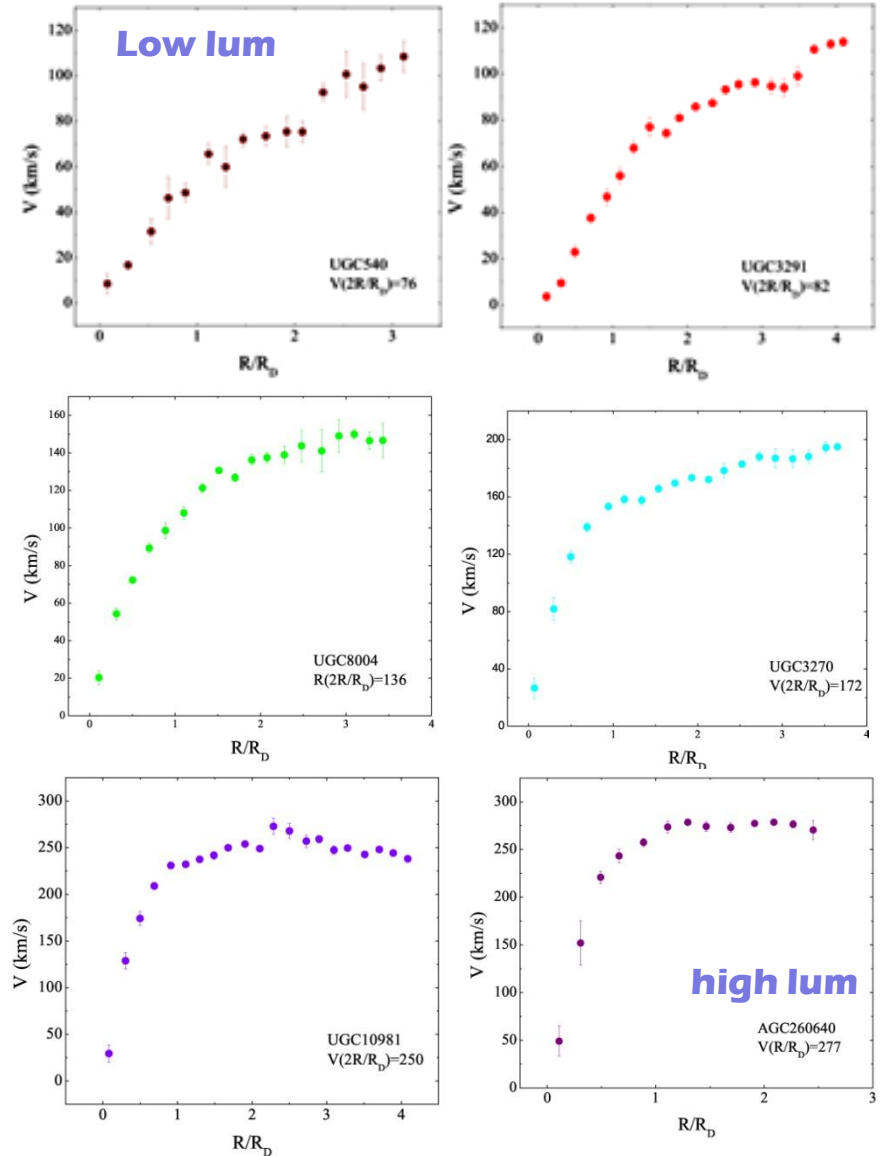 Low lum
120
100
80
60
40
20
0
V (km/s)
UGC540
V(2R/R_D)=76
0 1 2 3
R/R_D
120
100
80
60
40
20
0
V (km/s)
UGC3291
V(2R/R_D)=82
0 1 2 3 4
R/R_D
160
140
120
100
80
60
40
20
0
V (km/s)
UGC8004
R(2R/R_D)=136
0 1 2 3 4
R/R_D
200
160
120
80
40
0
V (km/s)
UGC3270
V(2R/R_D)=172
0 1 2 3 4
R/R_D
300
250
200
150
100
50
0
V (km/s)
UGC10981
V(2R/R_D)=250
0 1 2 3 4
R/R_D
300
250
200
150
100
50
0
V (km/s)
high lum
AGC260640
V(R/R_D)=277
0 1 2 3
R/R_D